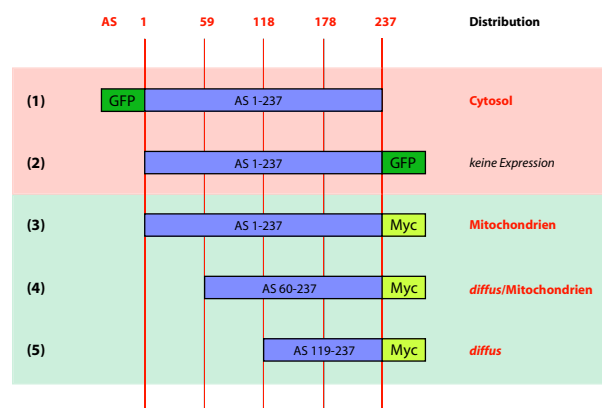 AS 1 59 118 178 237 Distribution
(1) GFP AS 1-237 Cytosol
(2) AS 1-237 GFP keine Expression
(3) AS 1-237 Myc Mitochondrien
(4) AS 60-237 Myc diffus/Mitochondrien
(5) AS 119-237 Myc diffus